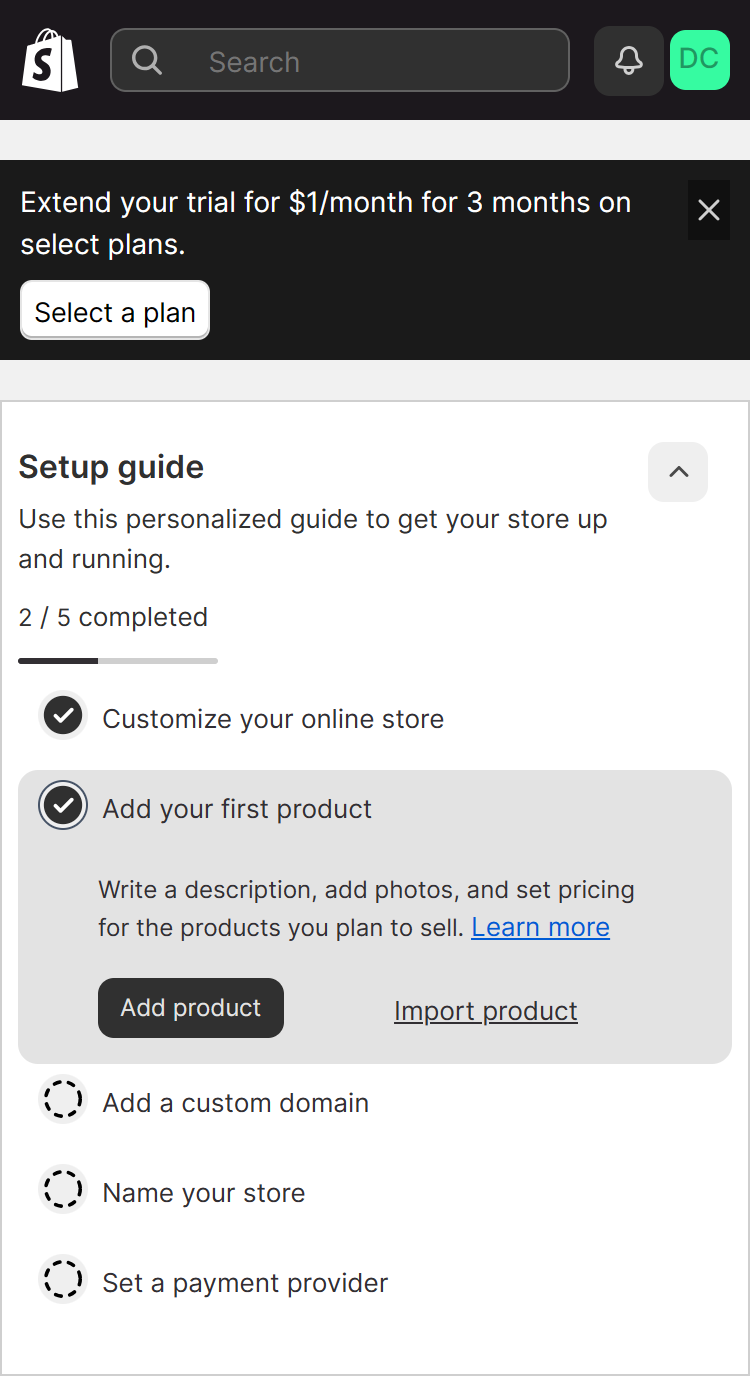 Search
DC
Extend your trial for $1/month for 3 months on
select plans.
Select a plan
Setup guide
Use this personalized guide to get your store up
and running.
2 / 5 completed
Customize your online store
Add your first product
Write a description, add photos, and set pricing
for the products you plan to sell. Learn more
Add product
Import product
Add a custom domain
Name your store
Set a payment provider